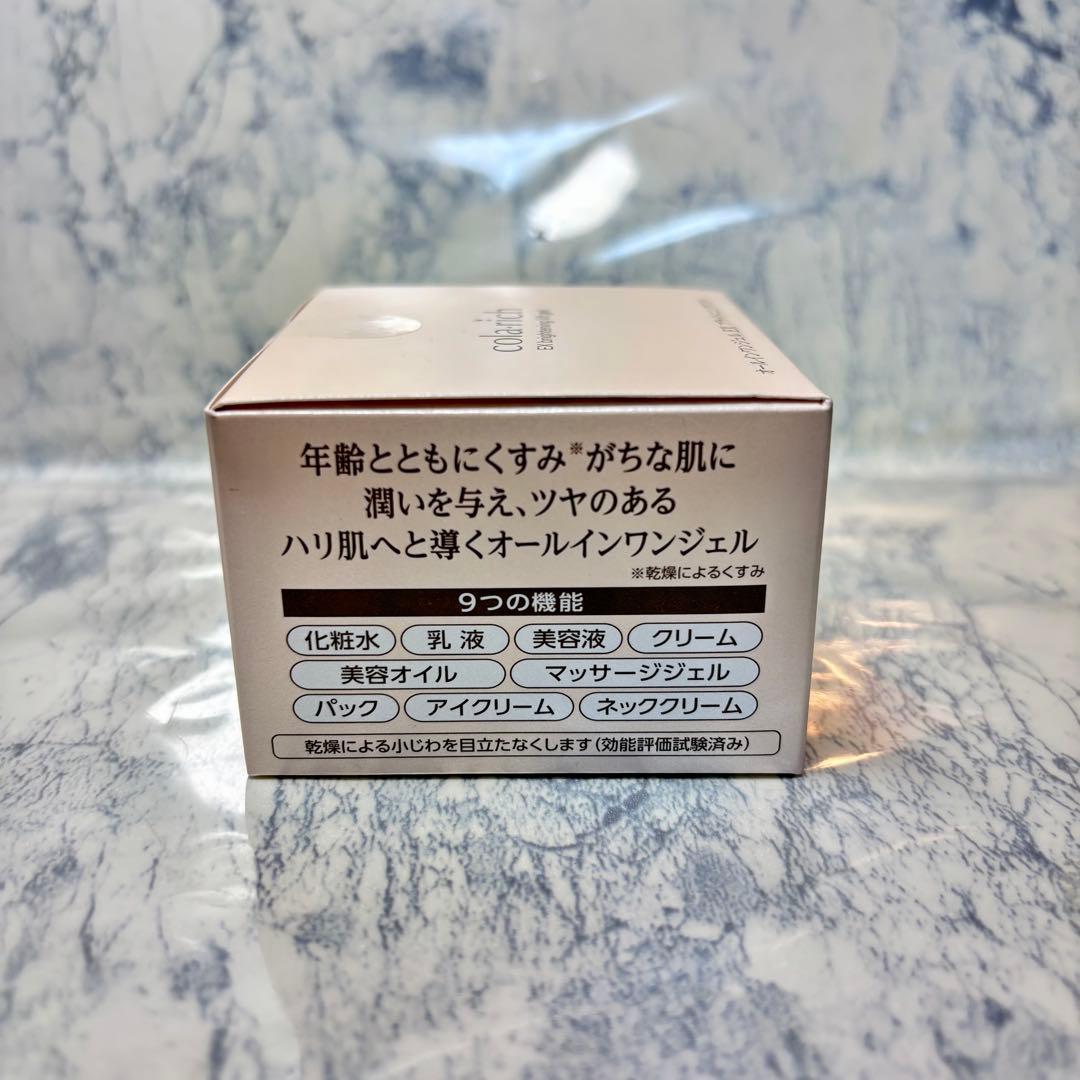 cola·rich
EX brightening lift gel
年齢とともにくすみ※がちな肌に
潤いを与え、ツヤのある
ハリ肌へと導くオールインワンジェル
※乾燥によるくすみ
9つの機能
化粧水 乳液 美容液 クリーム
美容オイル マッサージジェル
パック アイクリーム ネッククリーム
乾燥による小じわを目立たなくします(効能評価試験済み)